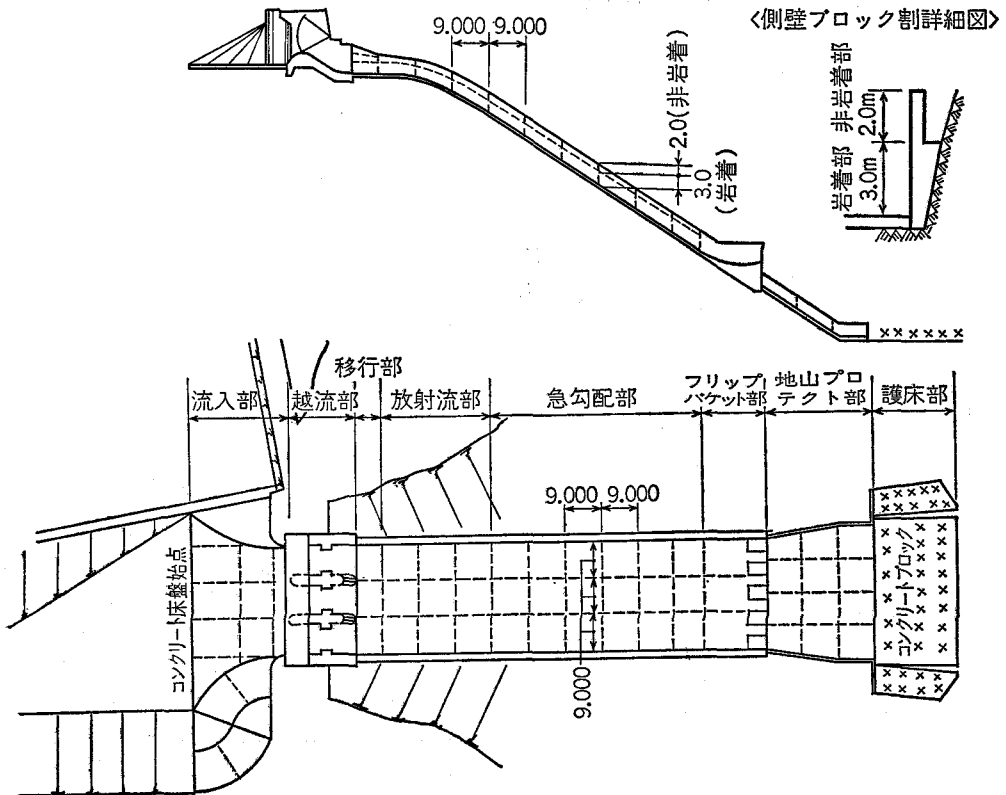 〈側壁ブロック割詳細図〉
9.000 9.000
2.0(非岩着)
3.0
(岩着)
非岩着部
2.0m
岩着部
3.0m
流入部
越流部
移行部
放射流部
急勾配部
フリップ
バケット部
地山プロ
テクト部
護床部
9.000 9.000
9.000
コンクリート床盤始点
コンクリートブロック